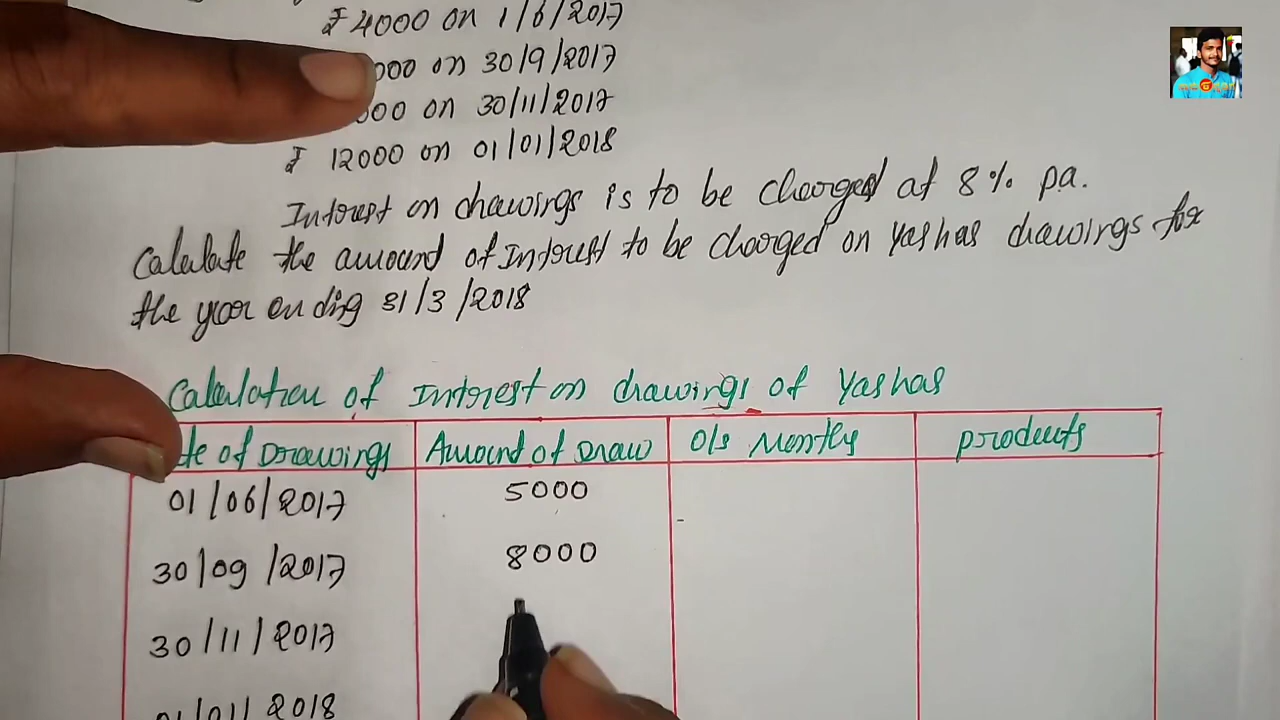 ₹ 4000 on 1/6/2017
000 on 30/9/2017
000 on 30/11/2017
₹ 12000 on 01/01/2018
Interest on drawings is to be charged at 8% pa.
Calculate the amount of Interest to be charged on Yashas drawings for
the year ending 31/3/2018
Calculation of Interest on drawings of Yashas
te of Drawings Amount of Draw O/s Months products
01/06/2017 5000
30/09/2017 8000
30/11/2017
01/01/2018